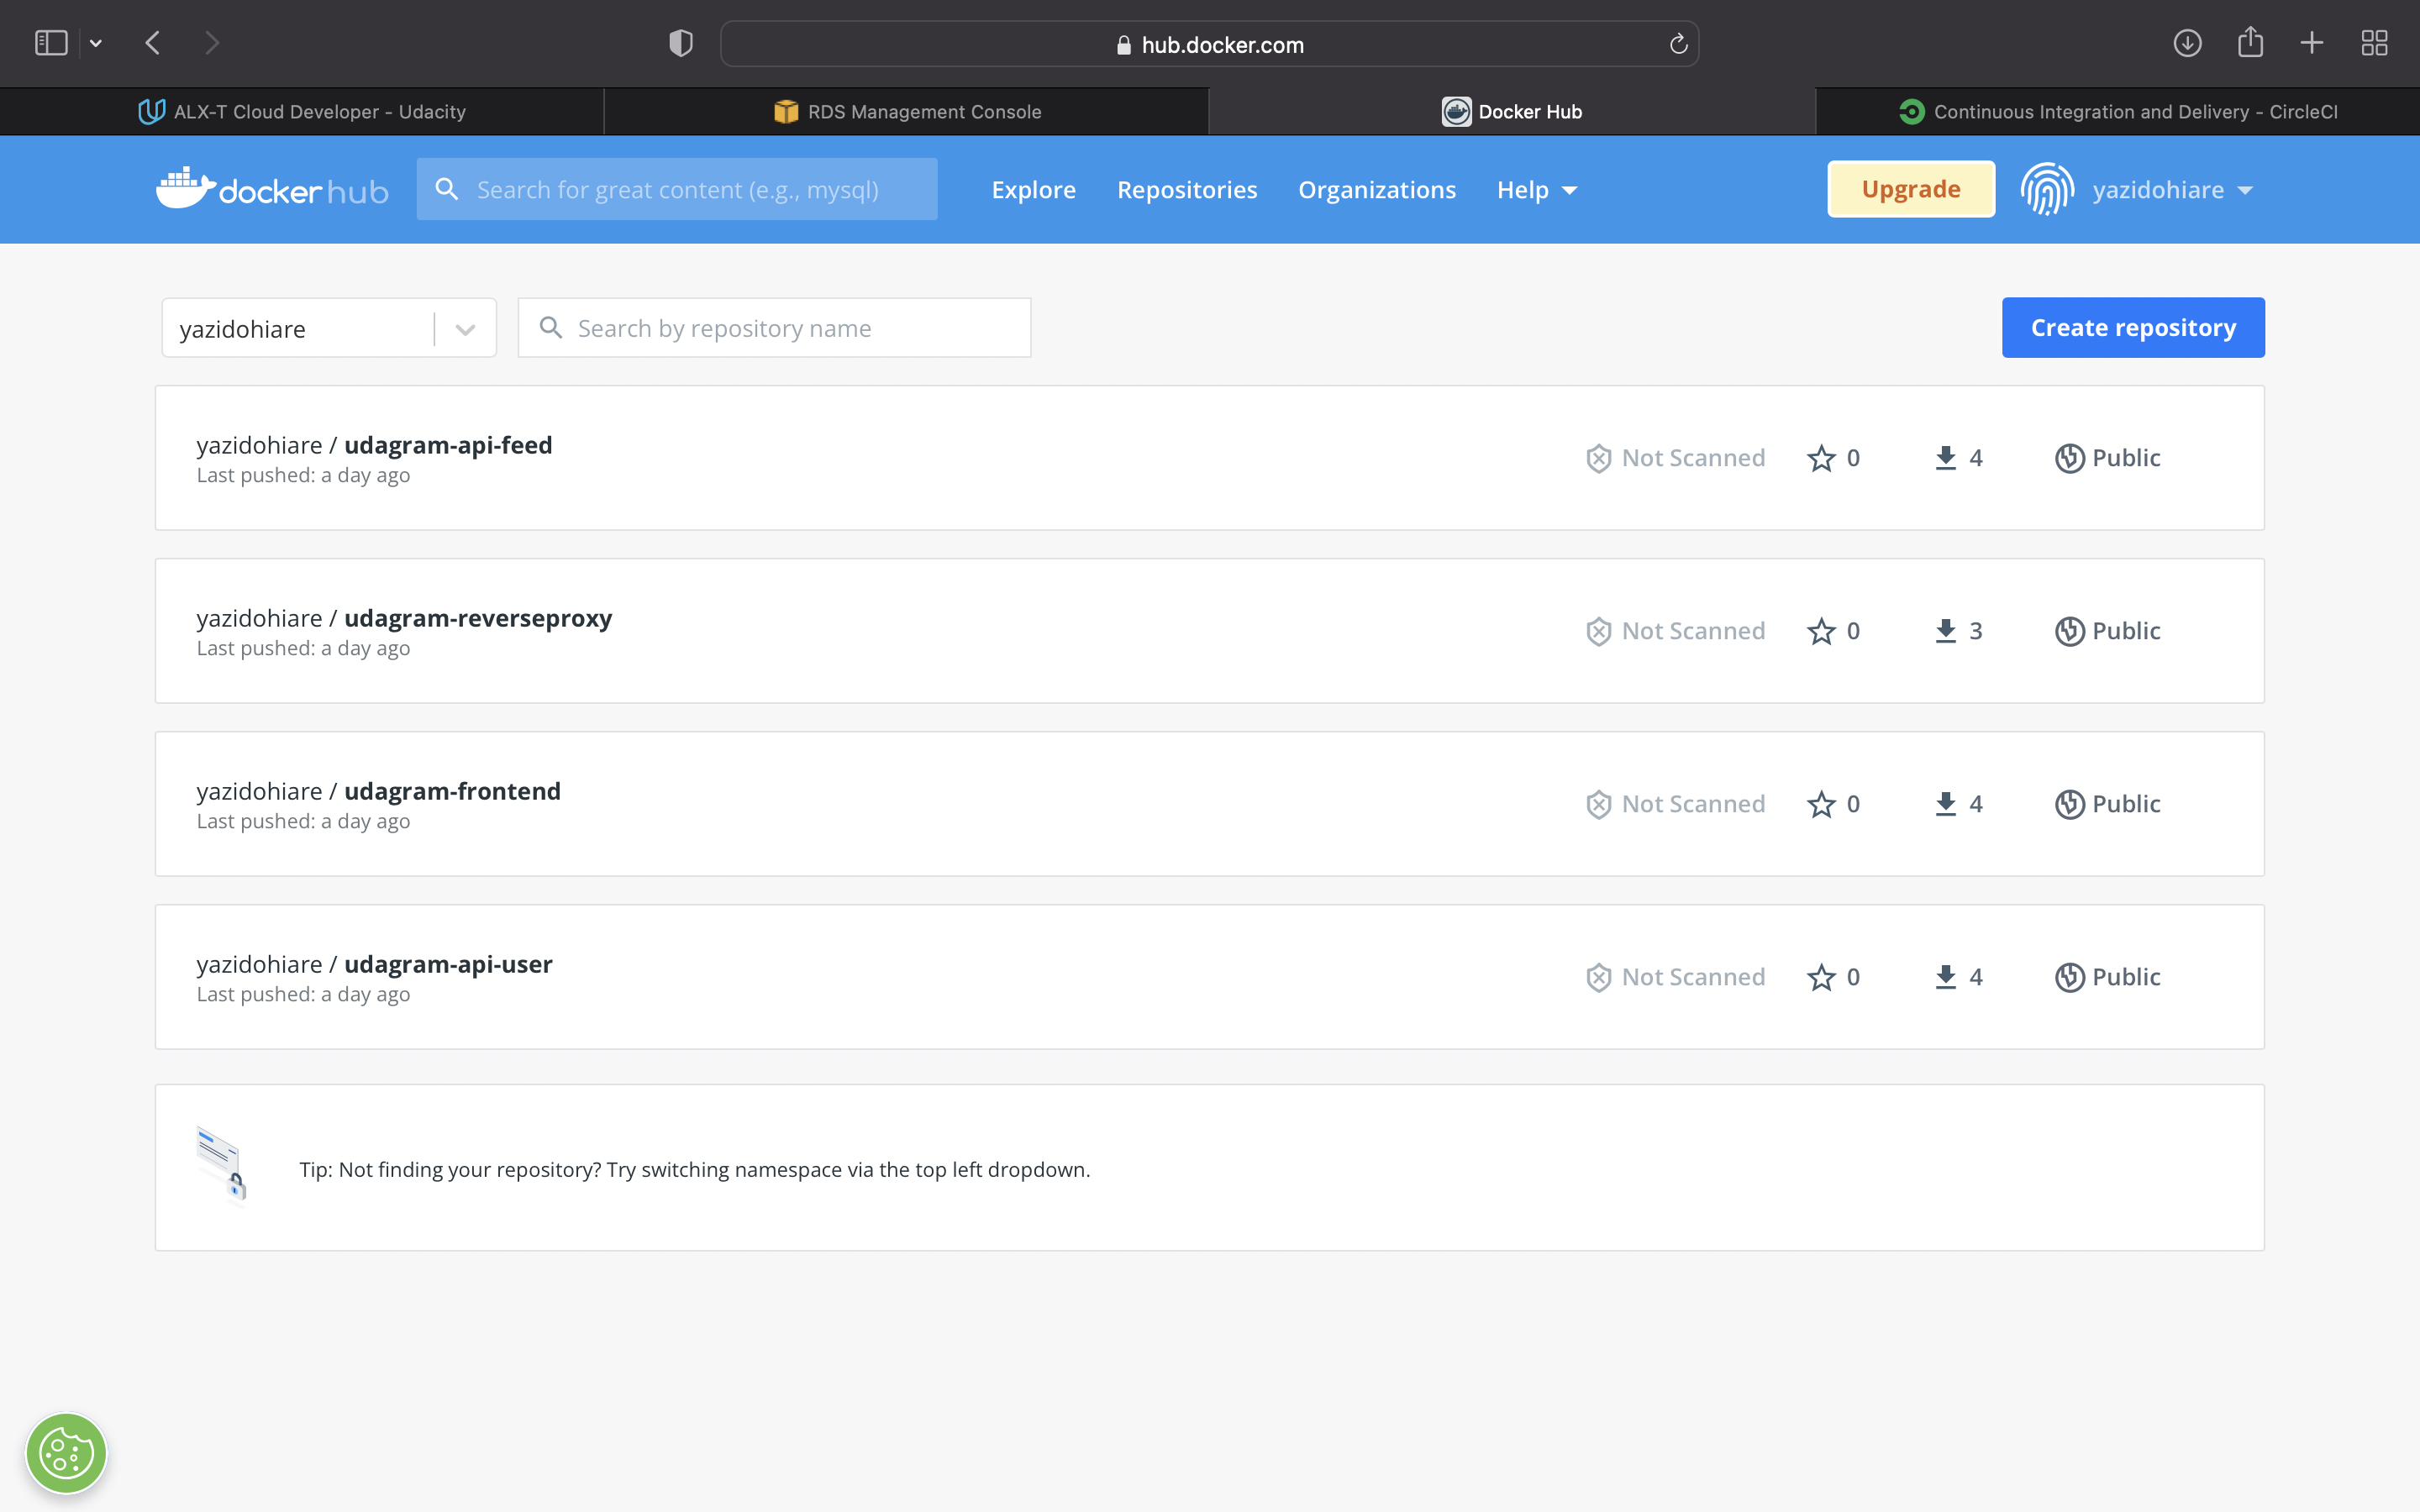 hub.docker.com
ALX-T Cloud Developer - Udacity
RDS Management Console
Docker Hub
Continuous Integration and Delivery - CircleCI
docker hub
Search for great content (e.g., mysql)
Explore
Repositories
Organizations
Help
Upgrade
yazidohiare
yazidohiare
Search by repository name
Create repository
yazidohiare / udagram-api-feed
Last pushed: a day ago
Not Scanned
0
4
Public
yazidohiare / udagram-reverseproxy
Last pushed: a day ago
Not Scanned
0
3
Public
yazidohiare / udagram-frontend
Last pushed: a day ago
Not Scanned
0
4
Public
yazidohiare / udagram-api-user
Last pushed: a day ago
Not Scanned
0
4
Public
Tip: Not finding your repository? Try switching namespace via the top left dropdown.